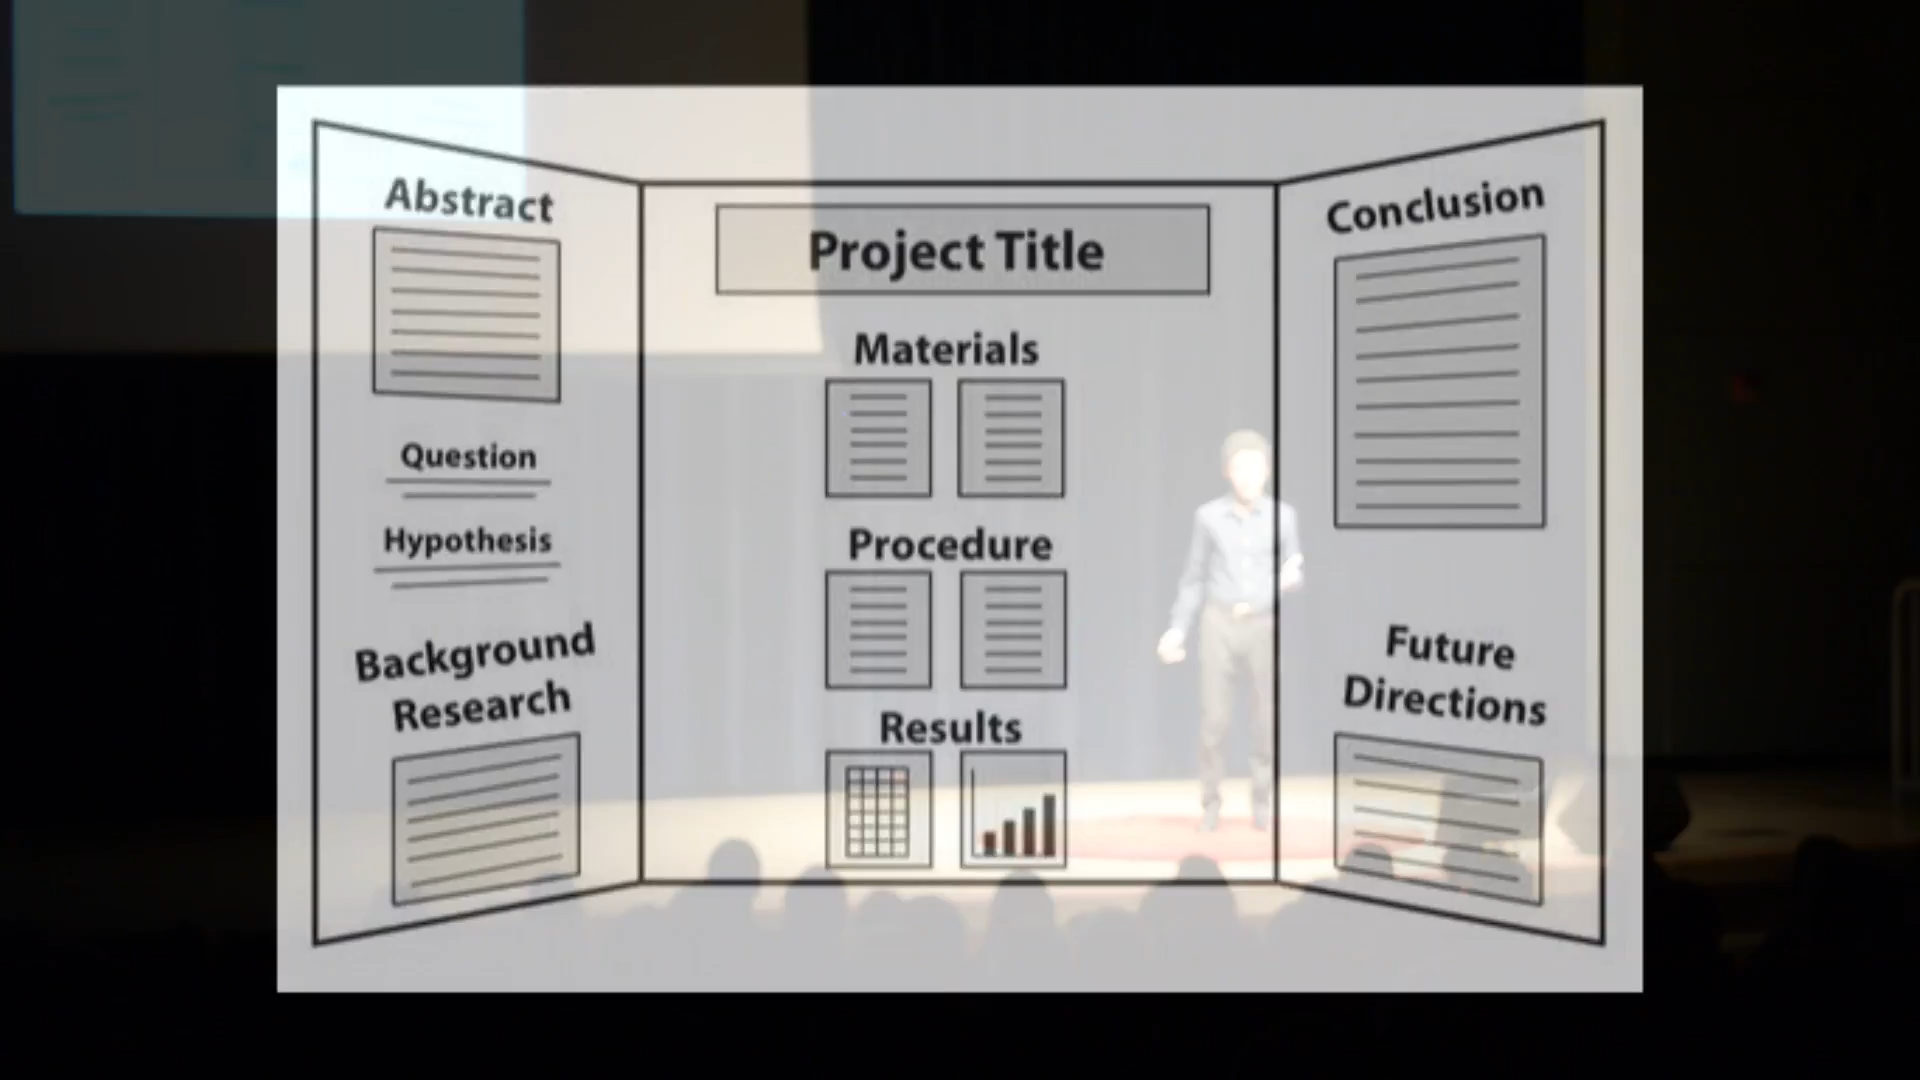 Abstract
Question
Hypothesis
Background
Research
Project Title
Materials
Procedure
Results
Conclusion
Future
Directions